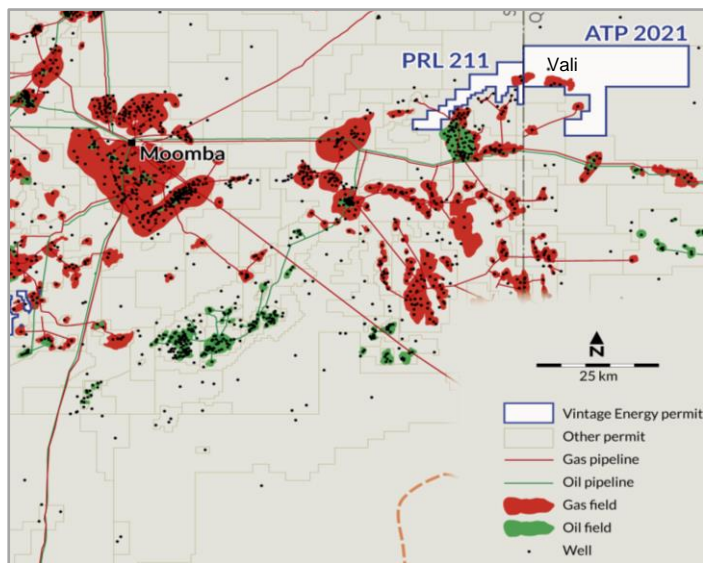 S Q
ATP 2021
PRL 211
Vali
Moomba
N
25 km
Vintage Energy permit
Other permit
Gas pipeline
Oil pipeline
Gas field
Oil field
Well